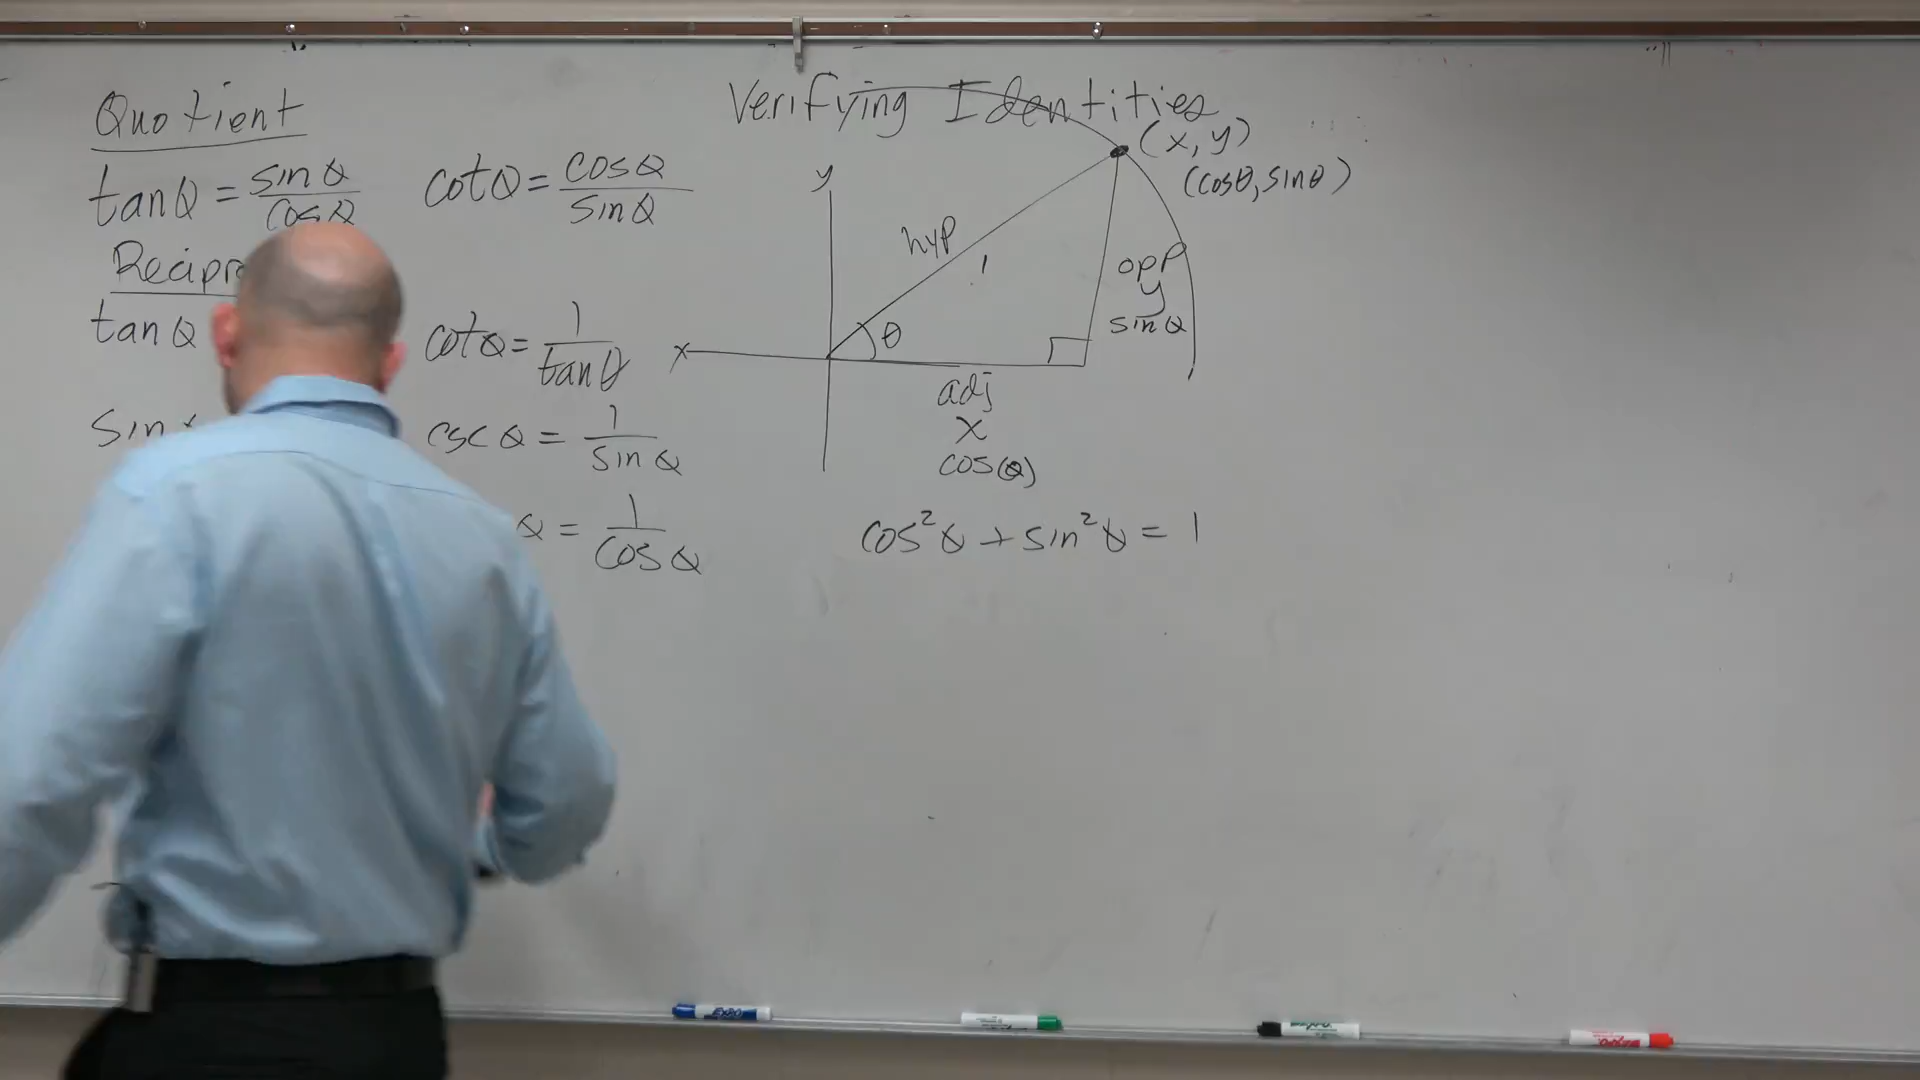 Verifying Identities
Quotient
tanθ = sinθ/cosθ
cotθ = cosθ/sinθ
tanθ
cotθ = 1/tanθ
cscθ = 1/sinθ
θ = 1/cosθ
y
x
(x, y)
(cosθ, sinθ)
hyp
1
θ
opp
y
sinθ
adj
x
cos(θ)
cos²θ + sin²θ = 1
EXPO